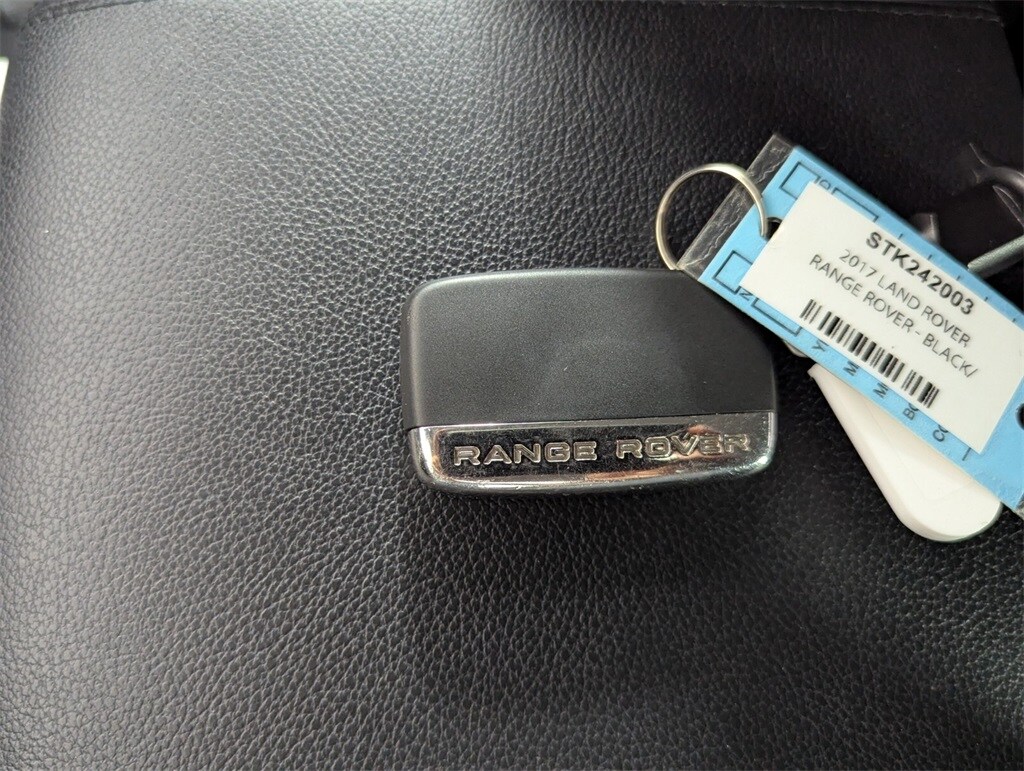 RANGE ROVER
STK242003
2017 LAND ROVER
RANGE ROVER - BLACK/